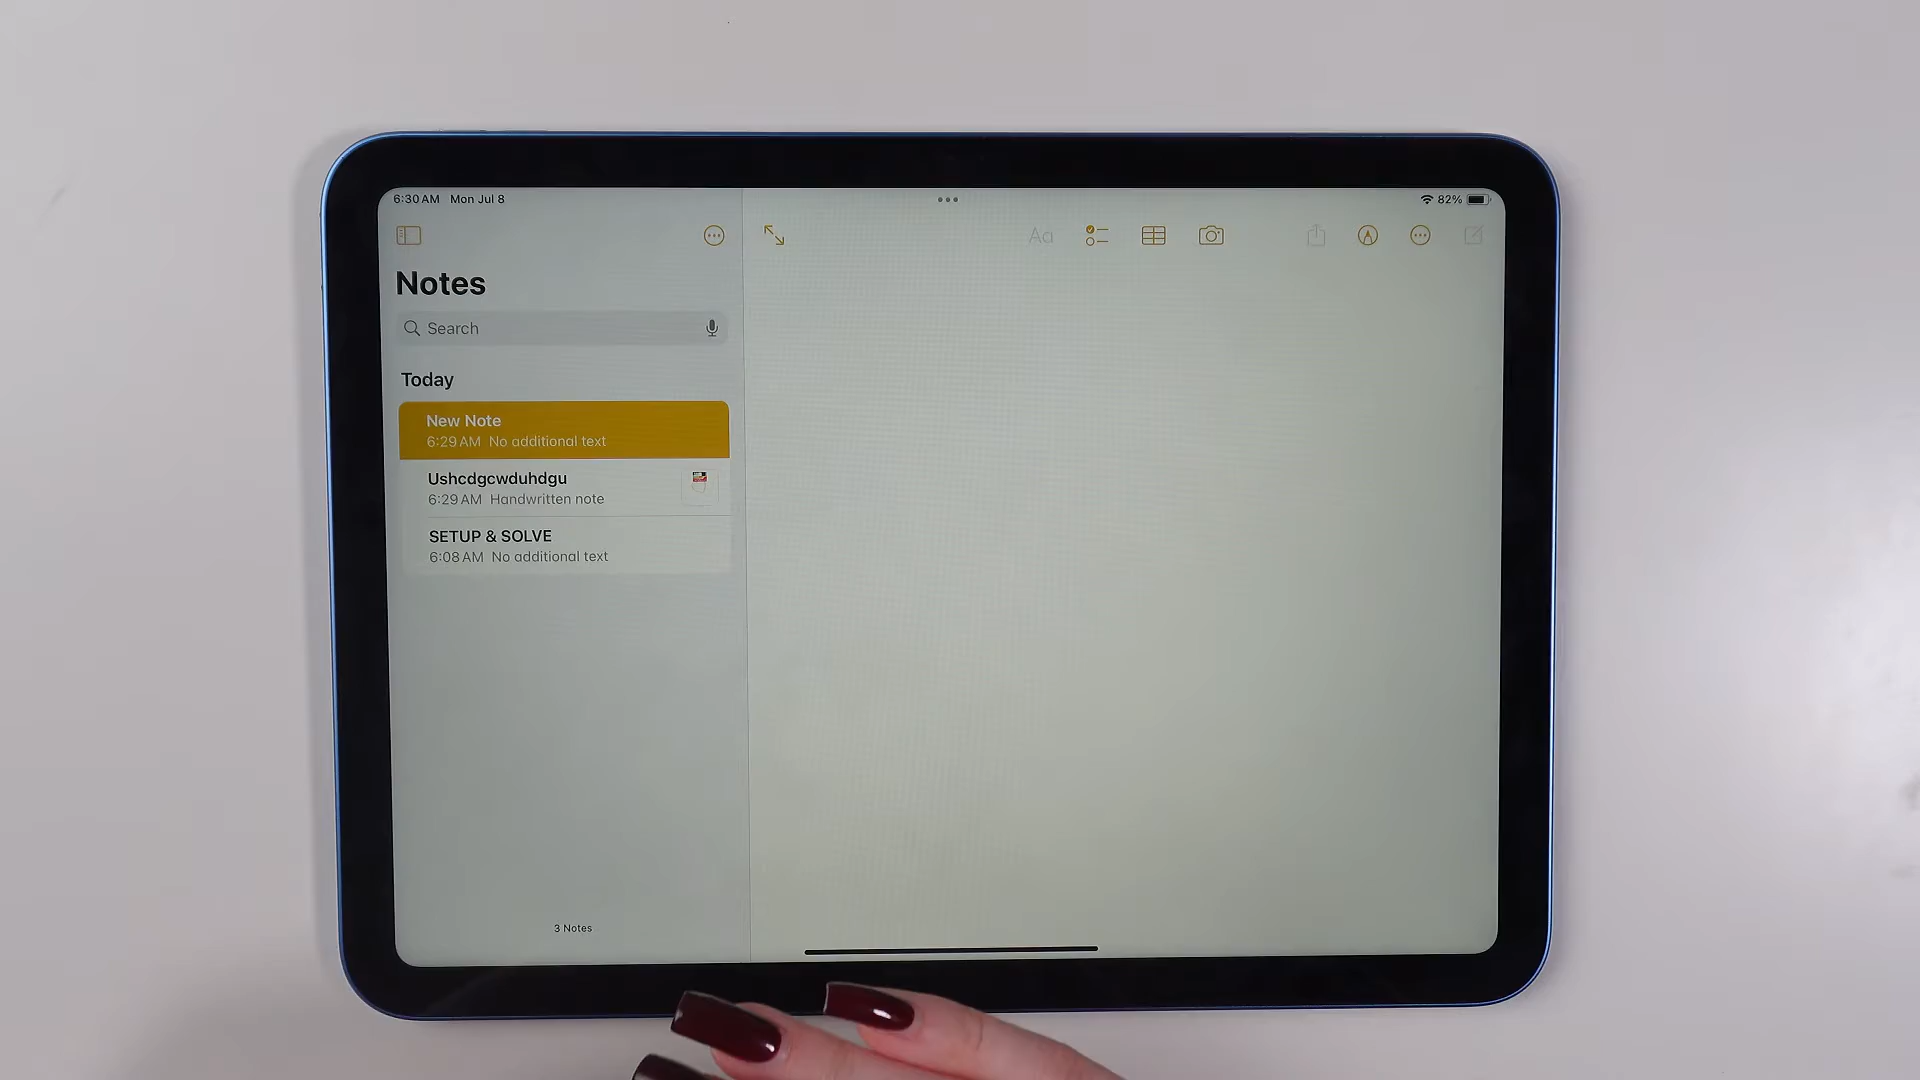 6:30 AM Mon Jul 8
82%
Aa
Notes
Search
Today
New Note
6:29 AM No additional text
Ushcdgcwduhdgu
6:29 AM Handwritten note
SETUP & SOLVE
6:08 AM No additional text
3 Notes